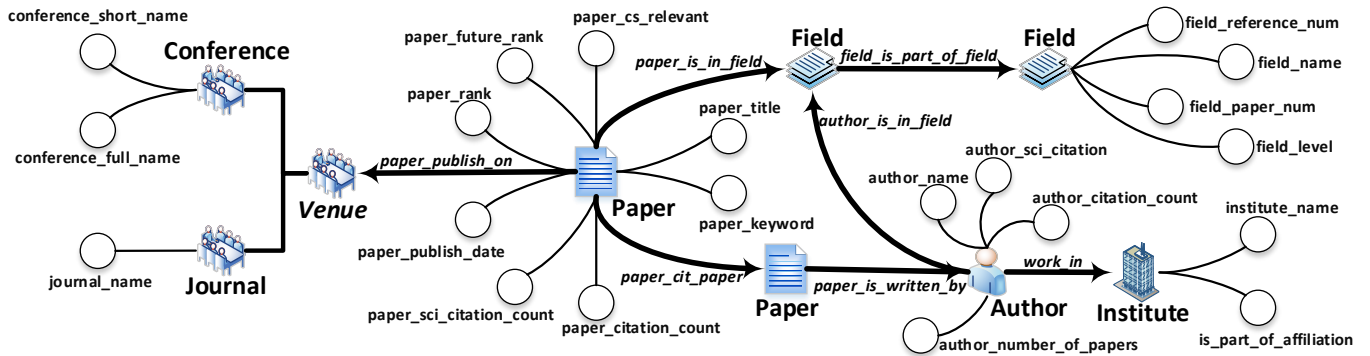 conference_short_name
Conference
conference_full_name
journal_name
Journal
Venue
paper_publish_on
paper_cs_relevant
paper_future_rank
paper_rank
paper_title
paper_keyword
Paper
paper_publish_date
paper_sci_citation_count
paper_citation_count
paper_is_in_field
Field
field_is_part_of_field
Field
field_reference_num
field_name
field_paper_num
field_level
author_is_in_field
paper_cit_paper
Paper
paper_is_written_by
author_sci_citation
author_name
author_citation_count
Author
author_number_of_papers
work_in
Institute
institute_name
is_part_of_affiliation